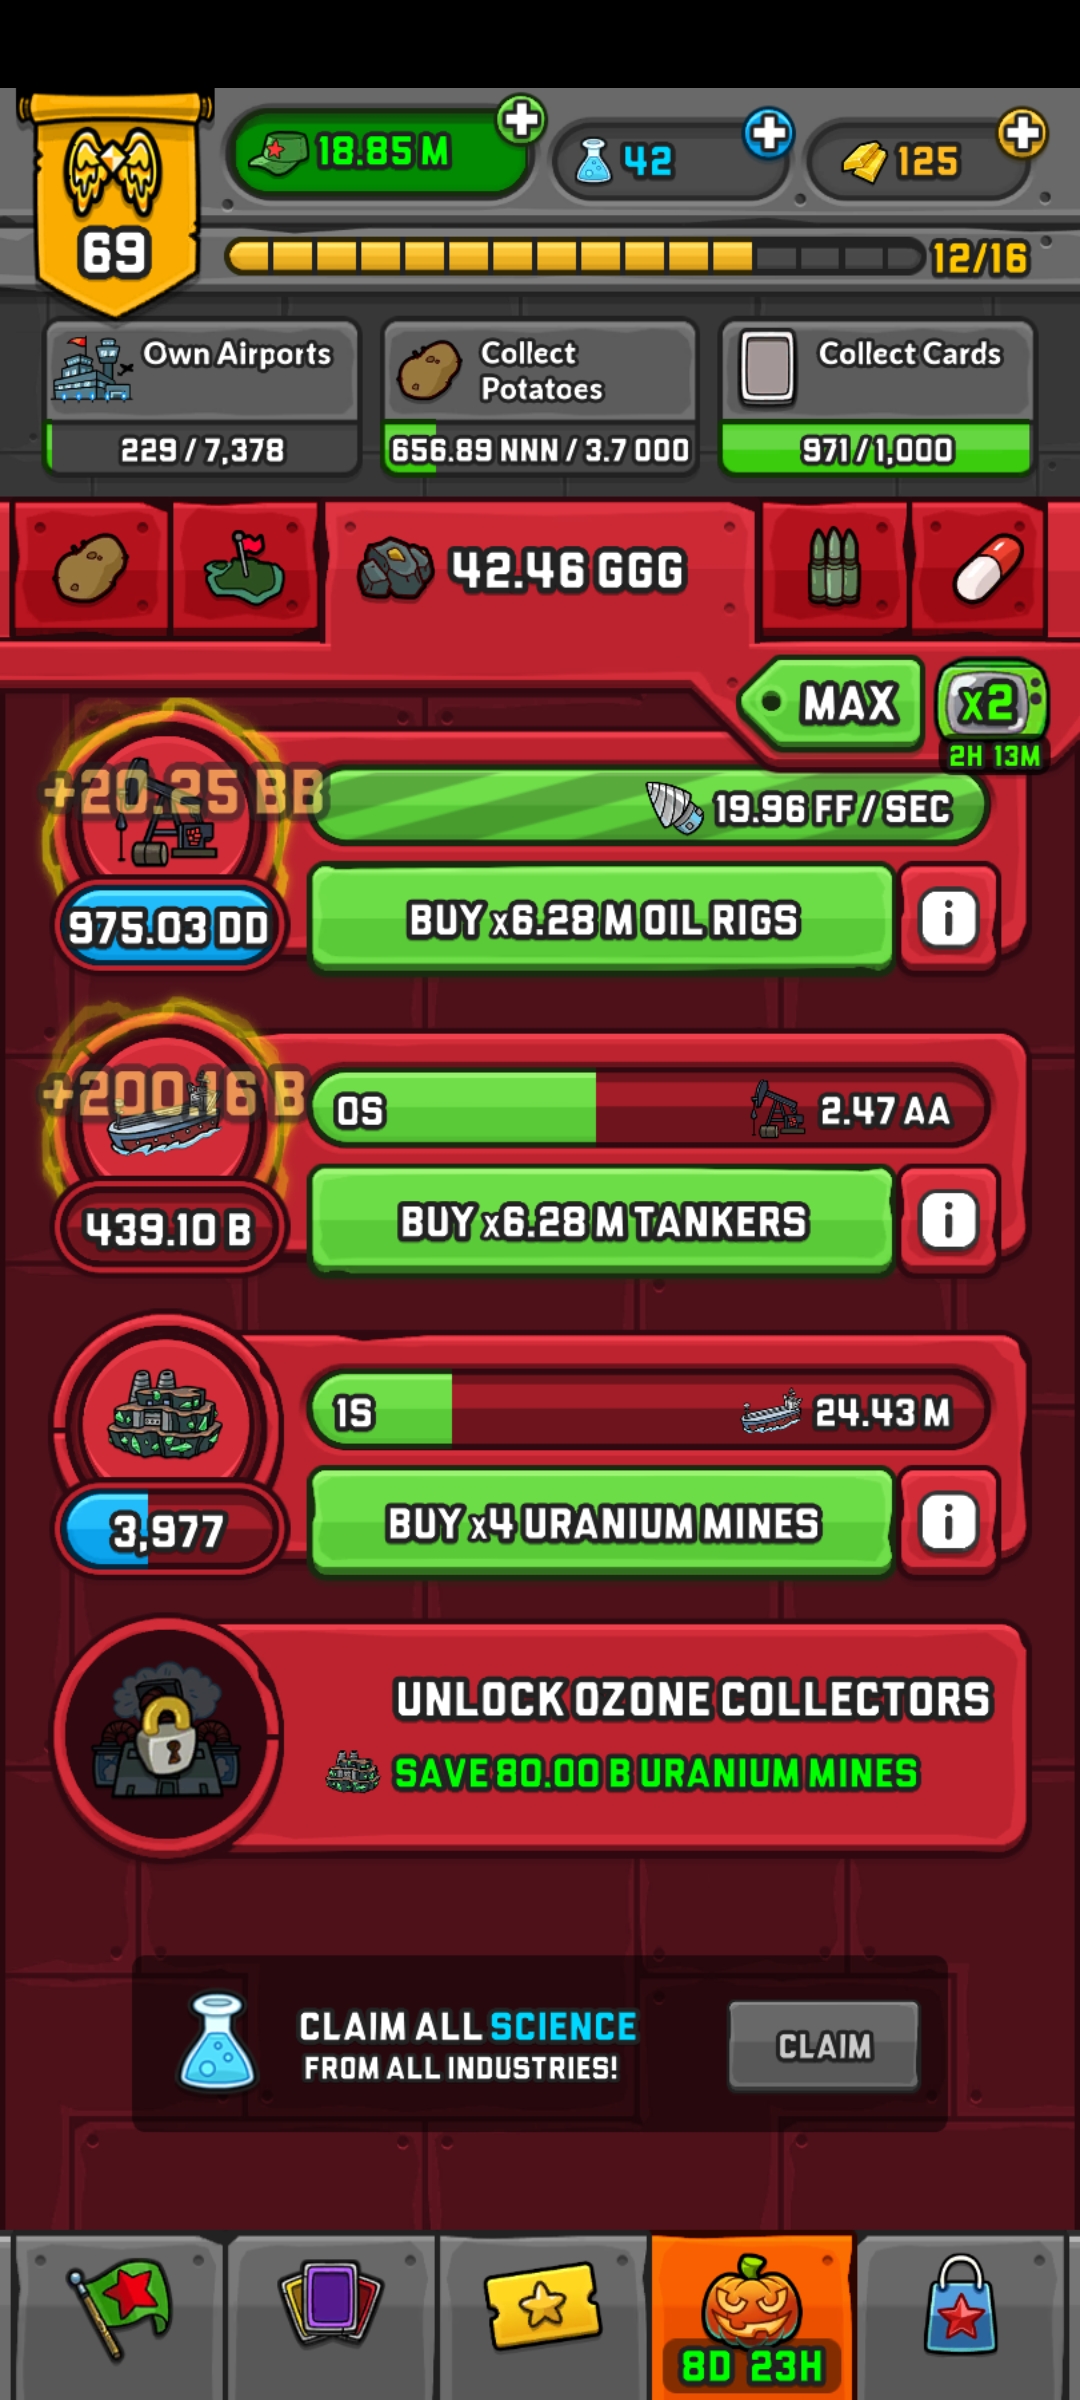 69
18.85 M
42
125
12/16
Own Airports
229 / 7,378
Collect
Potatoes
656.89 NNN / 3.7 OOO
Collect Cards
971 / 1,000
42.46 GGG
MAX
x2
2H 13M
+20.25 BB
19.96 FF / SEC
975.03 DD
BUY x6.28 M OIL RIGS
i
+200.16 B
0S
2.47 AA
439.10 B
BUY x6.28 M TANKERS
i
1S
24.43 M
3,977
BUY x4 URANIUM MINES
i
UNLOCK OZONE COLLECTORS
SAVE 80.00 B URANIUM MINES
CLAIM ALL SCIENCE
FROM ALL INDUSTRIES!
CLAIM
8D 23H